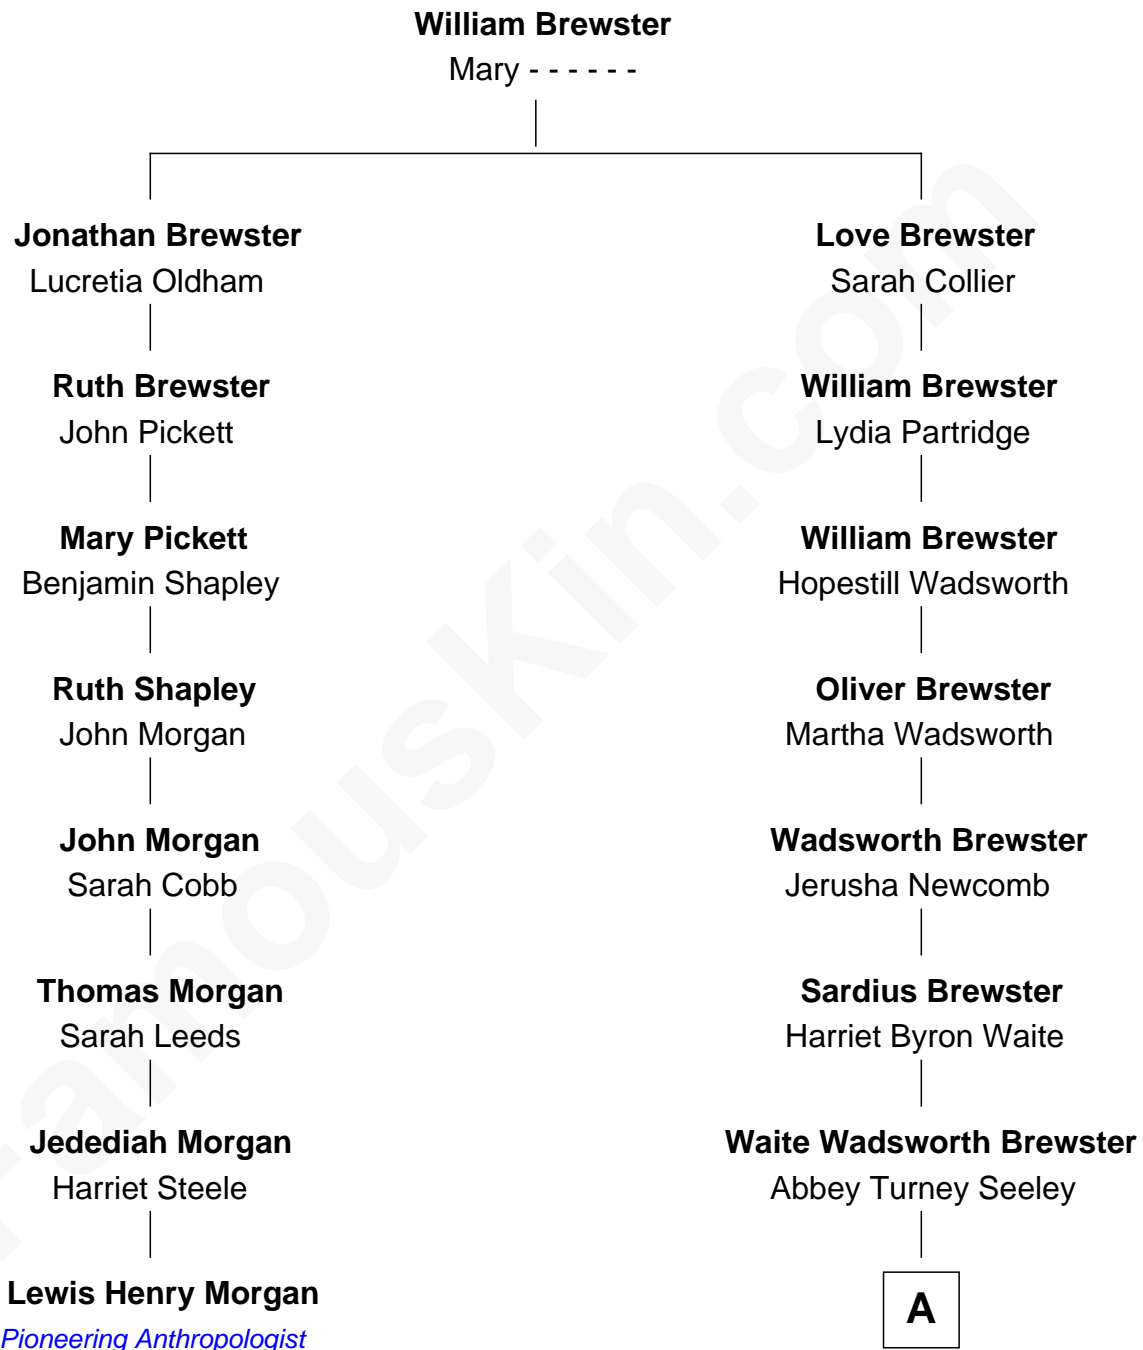 William Brewster
Mary - - - - - -
Jonathan Brewster
Lucretia Oldham
Love Brewster
Sarah Collier
Ruth Brewster
John Pickett
William Brewster
Lydia Partridge
Mary Pickett
Benjamin Shapley
William Brewster
Hopestill Wadsworth
Ruth Shapley
John Morgan
Oliver Brewster
Martha Wadsworth
John Morgan
Sarah Cobb
Wadsworth Brewster
Jerusha Newcomb
Thomas Morgan
Sarah Leeds
Sardius Brewster
Harriet Byron Waite
Jedediah Morgan
Harriet Steele
Waite Wadsworth Brewster
Abbey Turney Seeley
Lewis Henry Morgan
Pioneering Anthropologist
A
FamousKin.com